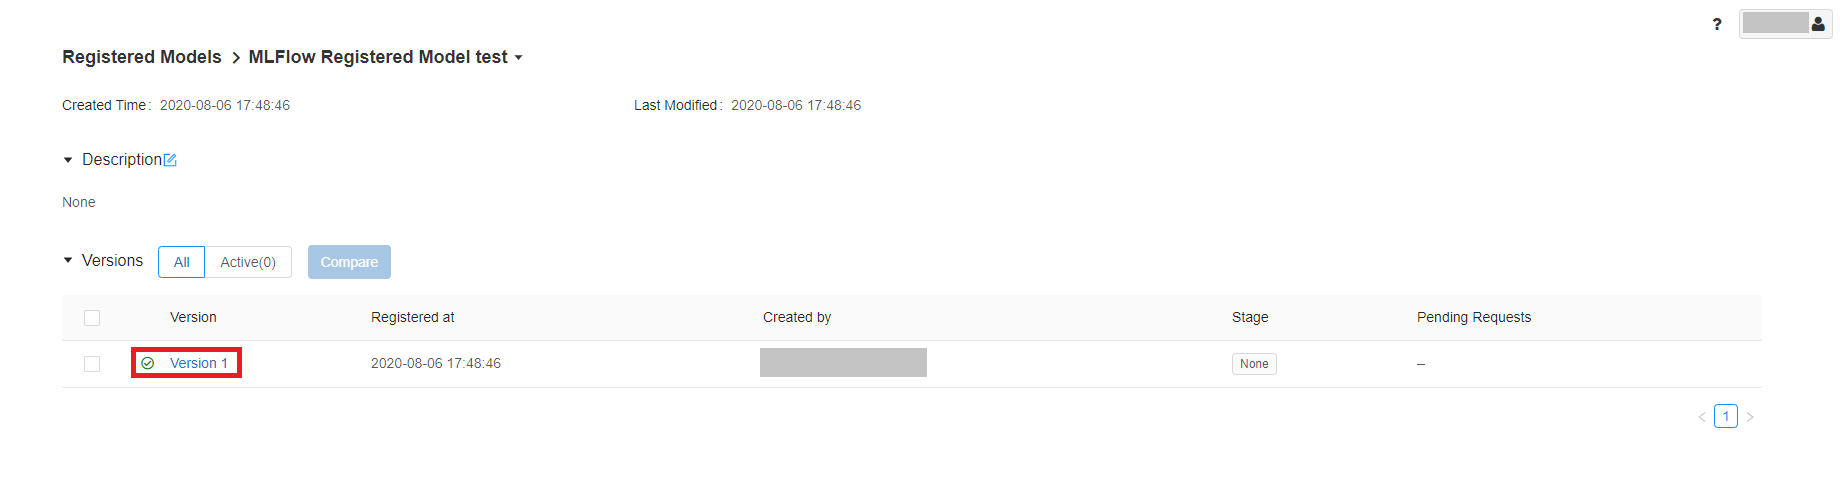 ?
Registered Models > MLFlow Registered Model test
Created Time: 2020-08-06 17:48:46 Last Modified: 2020-08-06 17:48:46
Description
None
Versions All Active(0) Compare
Version Registered at Created by Stage Pending Requests
Version 1 2020-08-06 17:48:46 None –
< 1 >